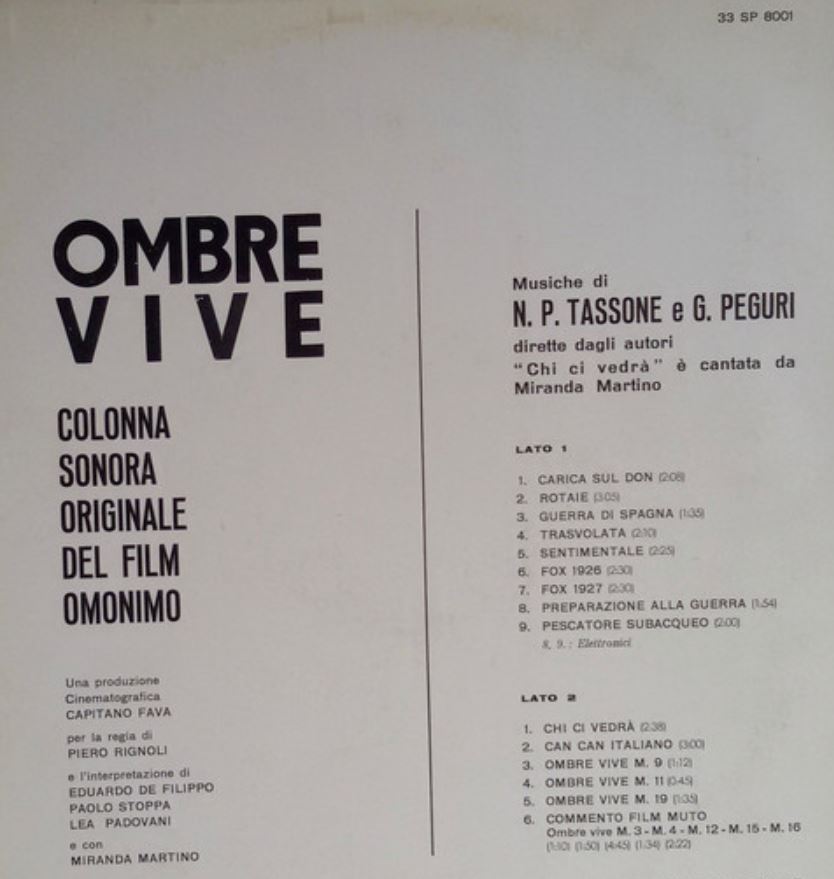 33 SP 8001
OMBRE
VIVE
COLONNA
SONORA
ORIGINALE
DEL FILM
OMONIMO
Una produzione
Cinematografica
CAPITANO FAVA
per la regia di
PIERO RIGNOLI
e l'interpretazione di
EDUARDO DE FILIPPO
PAOLO STOPPA
LEA PADOVANI
e con
MIRANDA MARTINO
Musiche di
N. P. TASSONE e G. PEGURI
dirette dagli autori
"Chi ci vedrà" è cantata da
Miranda Martino
LATO 1
1. CARICA SUL DON (2:08)
2. ROTAIE (3:05)
3. GUERRA DI SPAGNA (1:35)
4. TRASVOLATA (2:10)
5. SENTIMENTALE (2:25)
6. FOX 1926 (2:30)
7. FOX 1927 (2:30)
8. PREPARAZIONE ALLA GUERRA (1:54)
9. PESCATORE SUBACQUEO (2:00)
8, 9.: Elettronici
LATO 2
1. CHI CI VEDRÀ (2:38)
2. CAN CAN ITALIANO (3:00)
3. OMBRE VIVE M. 9 (1:12)
4. OMBRE VIVE M. 11 (0:45)
5. OMBRE VIVE M. 19 (1:35)
6. COMMENTO FILM MUTO
Ombre vive M. 3 - M. 4 - M. 12 - M. 15 - M. 16
(1:10) (1:50) (4:45) (1:34) (2:22)